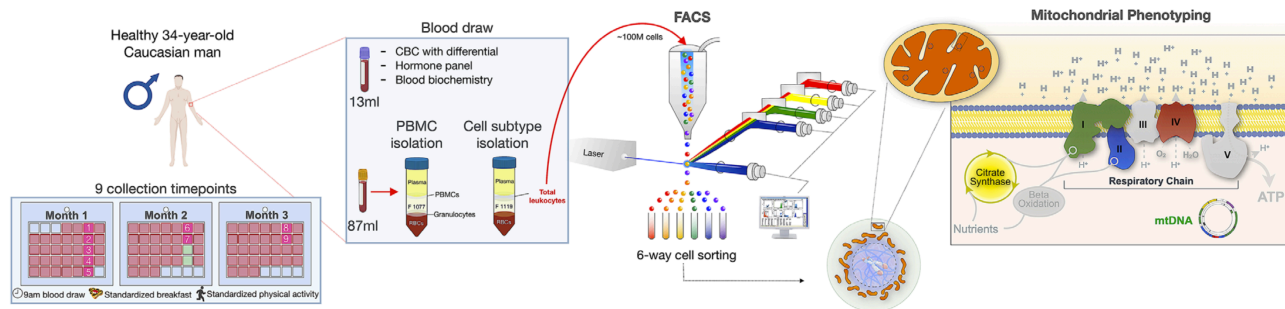 Healthy 34-year-old
Caucasian man
9 collection timepoints
Month 1
Month 2
Month 3
1
2
3
4
5
6
7
8
9
9am blood draw
Standardized breakfast
Standardized physical activity
Blood draw
- CBC with differential
- Hormone panel
- Blood biochemistry
13ml
PBMC
isolation
Cell subtype
isolation
Plasma
PBMCs
F 1077
Granulocytes
RBCs
Plasma
F 1119
RBCs
Total
leukocytes
87ml
~100M cells
FACS
Laser
6-way cell sorting
Mitochondrial Phenotyping
H+
I
II
III
IV
V
H+
H+
H+
O₂
H₂O
H+
Citrate
Synthase
Beta
Oxidation
Nutrients
Respiratory Chain
ATP
mtDNA